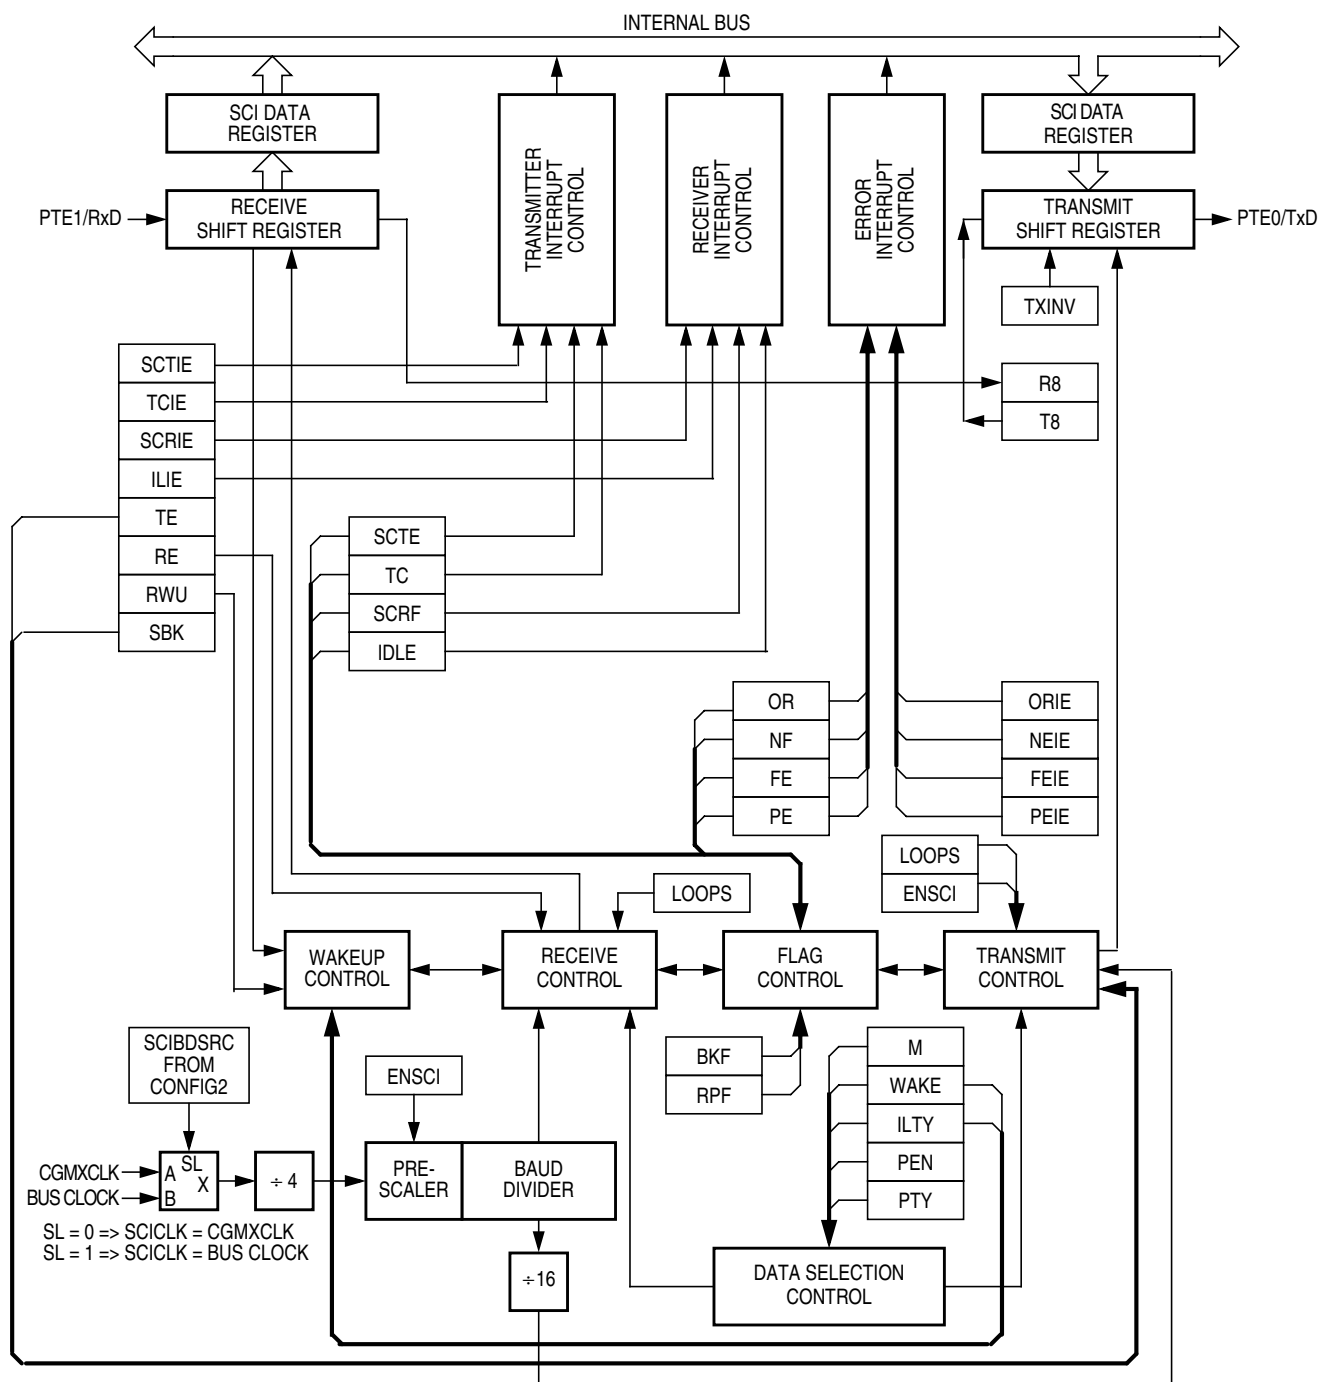 INTERNAL BUS
SCI DATA
REGISTER
TRANSMITTER
INTERRUPT
CONTROL
RECEIVER
INTERRUPT
CONTROL
ERROR
INTERRUPT
CONTROL
SCI DATA
REGISTER
PTE1/RxD
RECEIVE
SHIFT REGISTER
TRANSMIT
SHIFT REGISTER
PTE0/TxD
TXINV
SCTIE
TCIE
SCRIE
ILIE
TE
RE
RWU
SBK
R8
T8
SCTE
TC
SCRF
IDLE
OR
NF
FE
PE
ORIE
NEIE
FEIE
PEIE
LOOPS
LOOPS
ENSCI
WAKEUP
CONTROL
RECEIVE
CONTROL
FLAG
CONTROL
TRANSMIT
CONTROL
SCIBDSRC
FROM
CONFIG2
ENSCI
BKF
RPF
M
WAKE
ILTY
PEN
PTY
CGMXCLK
BUS CLOCK
A
SL
X
B
÷ 4
PRE-
SCALER
BAUD
DIVIDER
SL = 0 => SCICLK = CGMXCLK
SL = 1 => SCICLK = BUS CLOCK
÷16
DATA SELECTION
CONTROL